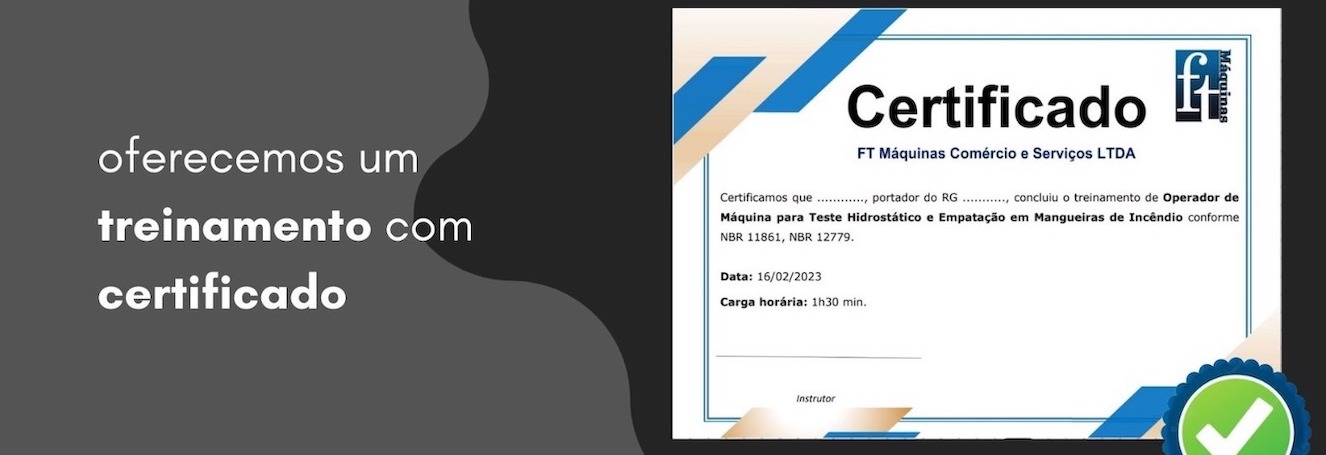 oferecemos um
treinamento com
certificado
Certificado
ft
Máquinas
FT Máquinas Comércio e Serviços LTDA
Certificamos que ............, portador do RG ..........., concluiu o treinamento de Operador de
Máquina para Teste Hidrostático e Empatação em Mangueiras de Incêndio conforme
NBR 11861, NBR 12779.
Data: 16/02/2023
Carga horária: 1h30 min.
Instrutor